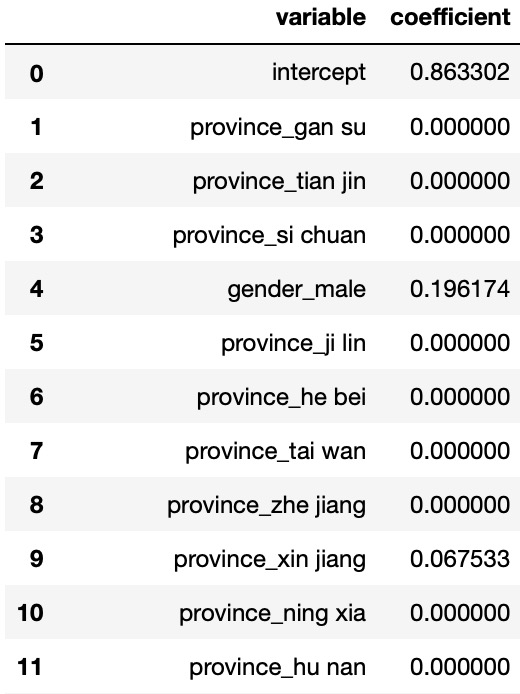 variable coefficient
0 intercept 0.863302
1 province_gan su 0.000000
2 province_tian jin 0.000000
3 province_si chuan 0.000000
4 gender_male 0.196174
5 province_ji lin 0.000000
6 province_he bei 0.000000
7 province_tai wan 0.000000
8 province_zhe jiang 0.000000
9 province_xin jiang 0.067533
10 province_ning xia 0.000000
11 province_hu nan 0.000000